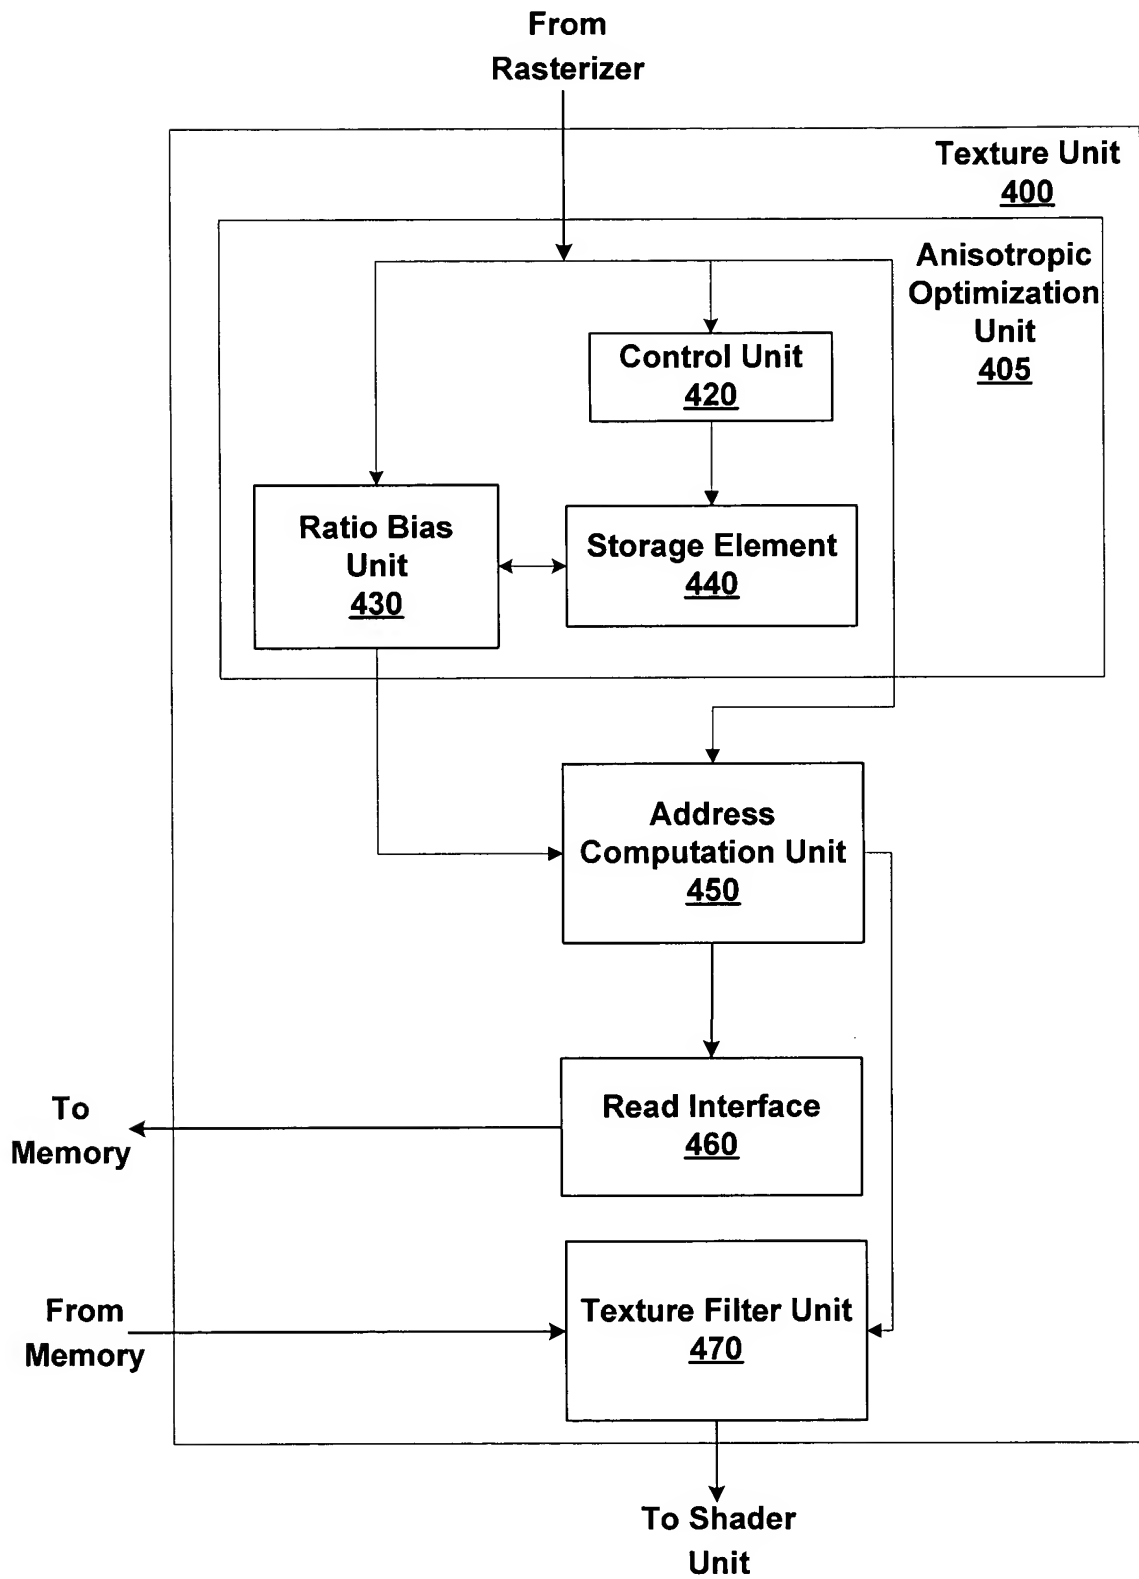 From
Rasterizer
Texture Unit
400
Anisotropic
Optimization
Unit
405
Control Unit
420
Ratio Bias
Unit
430
Storage Element
440
Address
Computation Unit
450
Read Interface
460
To
Memory
Texture Filter Unit
470
From
Memory
To Shader
Unit